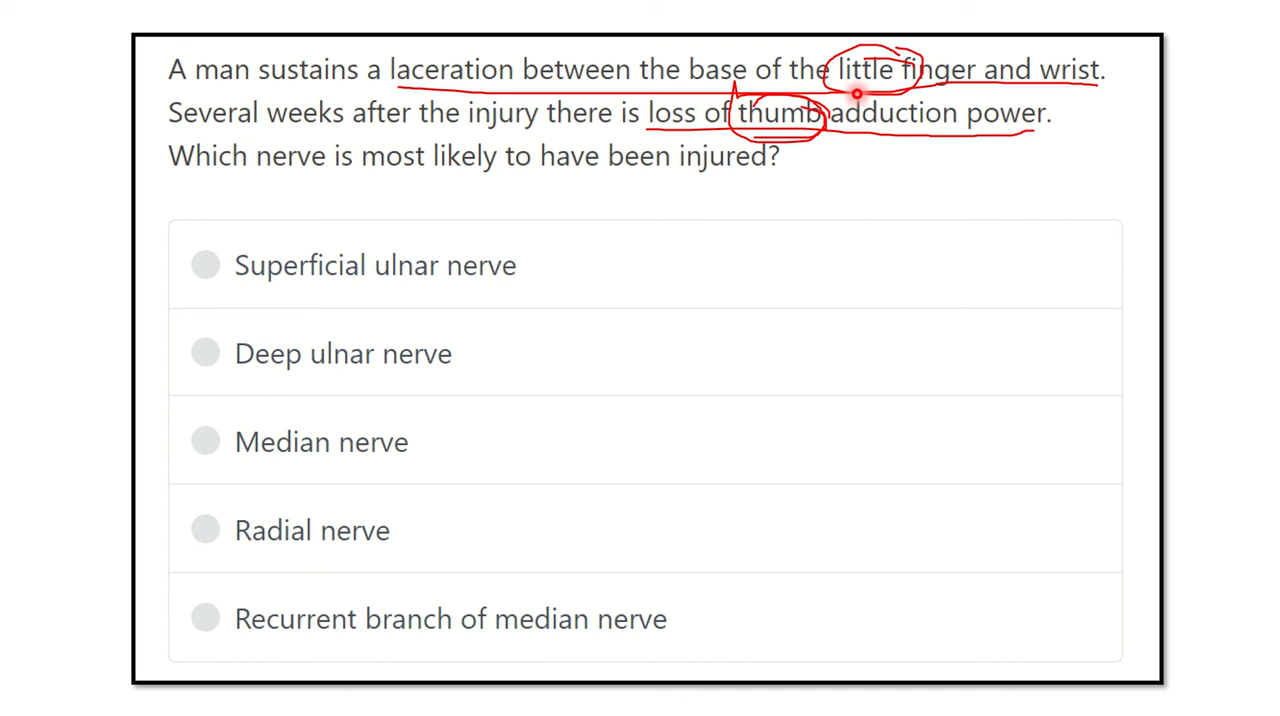 A man sustains a laceration between the base of the little finger and wrist.
Several weeks after the injury there is loss of thumb adduction power.
Which nerve is most likely to have been injured?
Superficial ulnar nerve
Deep ulnar nerve
Median nerve
Radial nerve
Recurrent branch of median nerve